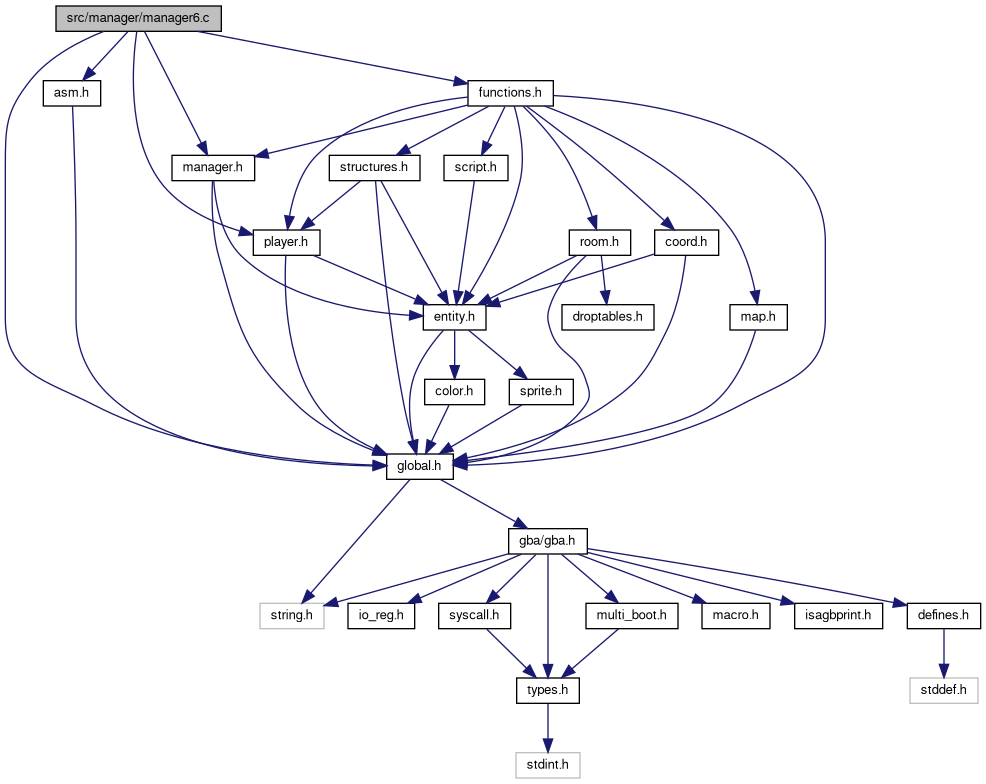 src/manager/manager6.c
asm.h
functions.h
manager.h
structures.h
script.h
player.h
room.h
coord.h
entity.h
droptables.h
map.h
color.h
sprite.h
global.h
gba/gba.h
string.h
io_reg.h
syscall.h
multi_boot.h
macro.h
isagbprint.h
defines.h
types.h
stddef.h
stdint.h